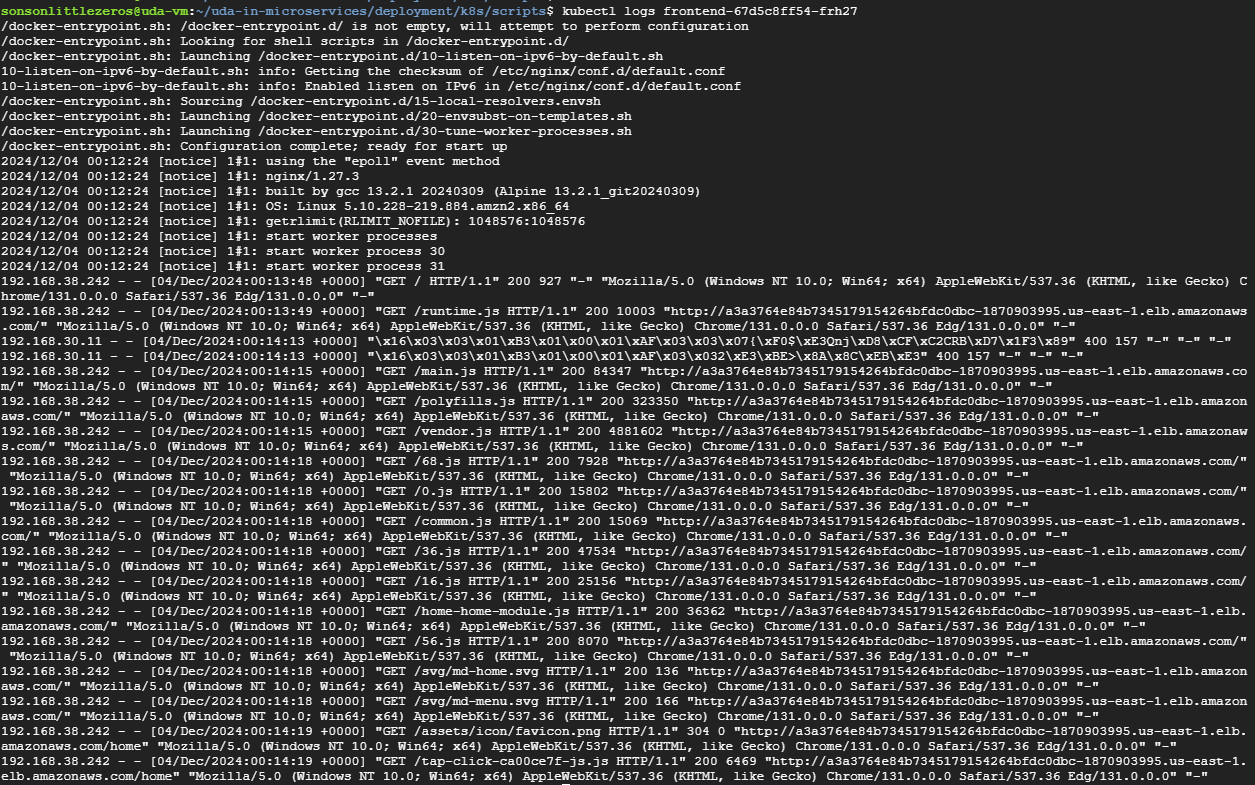 sonsonlittlezeros@uda-vm:~/uda-in-microservices/deployment/k8s/scripts$ kubectl logs frontend-67d5c8ff54-frh27
/docker-entrypoint.sh: /docker-entrypoint.d/ is not empty, will attempt to perform configuration
/docker-entrypoint.sh: Looking for shell scripts in /docker-entrypoint.d/
/docker-entrypoint.sh: Launching /docker-entrypoint.d/10-listen-on-ipv6-by-default.sh
10-listen-on-ipv6-by-default.sh: info: Getting the checksum of /etc/nginx/conf.d/default.conf
10-listen-on-ipv6-by-default.sh: info: Enabled listen on IPv6 in /etc/nginx/conf.d/default.conf
/docker-entrypoint.sh: Sourcing /docker-entrypoint.d/15-local-resolvers.envsh
/docker-entrypoint.sh: Launching /docker-entrypoint.d/20-envsubst-on-templates.sh
/docker-entrypoint.sh: Launching /docker-entrypoint.d/30-tune-worker-processes.sh
/docker-entrypoint.sh: Configuration complete; ready for start up
2024/12/04 00:12:24 [notice] 1#1: using the "epoll" event method
2024/12/04 00:12:24 [notice] 1#1: nginx/1.27.3
2024/12/04 00:12:24 [notice] 1#1: built by gcc 13.2.1 20240309 (Alpine 13.2.1_git20240309)
2024/12/04 00:12:24 [notice] 1#1: OS: Linux 5.10.228-219.884.amzn2.x86_64
2024/12/04 00:12:24 [notice] 1#1: getrlimit(RLIMIT_NOFILE): 1048576:1048576
2024/12/04 00:12:24 [notice] 1#1: start worker processes
2024/12/04 00:12:24 [notice] 1#1: start worker process 30
2024/12/04 00:12:24 [notice] 1#1: start worker process 31
192.168.38.242 - - [04/Dec/2024:00:13:48 +0000] "GET / HTTP/1.1" 200 927 "-" "Mozilla/5.0 (Windows NT 10.0; Win64; x64) AppleWebKit/537.36 (KHTML, like Gecko) C
hrome/131.0.0.0 Safari/537.36 Edg/131.0.0.0" "-"
192.168.38.242 - - [04/Dec/2024:00:13:49 +0000] "GET /runtime.js HTTP/1.1" 200 10003 "http://a3a3764e84b7345179154264bfdc0dbc-1870903995.us-east-1.elb.amazonaws
.com/" "Mozilla/5.0 (Windows NT 10.0; Win64; x64) AppleWebKit/537.36 (KHTML, like Gecko) Chrome/131.0.0.0 Safari/537.36 Edg/131.0.0.0" "-"
192.168.30.11 - - [04/Dec/2024:00:14:13 +0000] "\x16\x03\x03\x01\xB3\x01\x00\x01\xAF\x03\x03\x07{\xF0$\xE3Qnj\xD8\xCF\xC2CRB\xD7\x1F3\x89" 400 157 "-" "-" "-"
192.168.30.11 - - [04/Dec/2024:00:14:13 +0000] "\x16\x03\x03\x01\xB3\x01\x00\x01\xAF\x03\x032\xE3\xBE>\x8A\x8C\xEB\xE3" 400 157 "-" "-" "-"
192.168.38.242 - - [04/Dec/2024:00:14:15 +0000] "GET /main.js HTTP/1.1" 200 84347 "http://a3a3764e84b7345179154264bfdc0dbc-1870903995.us-east-1.elb.amazonaws.co
m/" "Mozilla/5.0 (Windows NT 10.0; Win64; x64) AppleWebKit/537.36 (KHTML, like Gecko) Chrome/131.0.0.0 Safari/537.36 Edg/131.0.0.0" "-"
192.168.38.242 - - [04/Dec/2024:00:14:15 +0000] "GET /polyfills.js HTTP/1.1" 200 323350 "http://a3a3764e84b7345179154264bfdc0dbc-1870903995.us-east-1.elb.amazon
aws.com/" "Mozilla/5.0 (Windows NT 10.0; Win64; x64) AppleWebKit/537.36 (KHTML, like Gecko) Chrome/131.0.0.0 Safari/537.36 Edg/131.0.0.0" "-"
192.168.38.242 - - [04/Dec/2024:00:14:15 +0000] "GET /vendor.js HTTP/1.1" 200 4881602 "http://a3a3764e84b7345179154264bfdc0dbc-1870903995.us-east-1.elb.amazonaw
s.com/" "Mozilla/5.0 (Windows NT 10.0; Win64; x64) AppleWebKit/537.36 (KHTML, like Gecko) Chrome/131.0.0.0 Safari/537.36 Edg/131.0.0.0" "-"
192.168.38.242 - - [04/Dec/2024:00:14:18 +0000] "GET /68.js HTTP/1.1" 200 7928 "http://a3a3764e84b7345179154264bfdc0dbc-1870903995.us-east-1.elb.amazonaws.com/"
"Mozilla/5.0 (Windows NT 10.0; Win64; x64) AppleWebKit/537.36 (KHTML, like Gecko) Chrome/131.0.0.0 Safari/537.36 Edg/131.0.0.0" "-"
192.168.38.242 - - [04/Dec/2024:00:14:18 +0000] "GET /0.js HTTP/1.1" 200 15802 "http://a3a3764e84b7345179154264bfdc0dbc-1870903995.us-east-1.elb.amazonaws.com/"
"Mozilla/5.0 (Windows NT 10.0; Win64; x64) AppleWebKit/537.36 (KHTML, like Gecko) Chrome/131.0.0.0 Safari/537.36 Edg/131.0.0.0" "-"
192.168.38.242 - - [04/Dec/2024:00:14:18 +0000] "GET /common.js HTTP/1.1" 200 15069 "http://a3a3764e84b7345179154264bfdc0dbc-1870903995.us-east-1.elb.amazonaws.
com/" "Mozilla/5.0 (Windows NT 10.0; Win64; x64) AppleWebKit/537.36 (KHTML, like Gecko) Chrome/131.0.0.0 Safari/537.36 Edg/131.0.0.0" "-"
192.168.38.242 - - [04/Dec/2024:00:14:18 +0000] "GET /36.js HTTP/1.1" 200 47534 "http://a3a3764e84b7345179154264bfdc0dbc-1870903995.us-east-1.elb.amazonaws.com/
" "Mozilla/5.0 (Windows NT 10.0; Win64; x64) AppleWebKit/537.36 (KHTML, like Gecko) Chrome/131.0.0.0 Safari/537.36 Edg/131.0.0.0" "-"
192.168.38.242 - - [04/Dec/2024:00:14:18 +0000] "GET /16.js HTTP/1.1" 200 25156 "http://a3a3764e84b7345179154264bfdc0dbc-1870903995.us-east-1.elb.amazonaws.com/
" "Mozilla/5.0 (Windows NT 10.0; Win64; x64) AppleWebKit/537.36 (KHTML, like Gecko) Chrome/131.0.0.0 Safari/537.36 Edg/131.0.0.0" "-"
192.168.38.242 - - [04/Dec/2024:00:14:18 +0000] "GET /home-home-module.js HTTP/1.1" 200 36362 "http://a3a3764e84b7345179154264bfdc0dbc-1870903995.us-east-1.elb.
amazonaws.com/" "Mozilla/5.0 (Windows NT 10.0; Win64; x64) AppleWebKit/537.36 (KHTML, like Gecko) Chrome/131.0.0.0 Safari/537.36 Edg/131.0.0.0" "-"
192.168.38.242 - - [04/Dec/2024:00:14:18 +0000] "GET /56.js HTTP/1.1" 200 8070 "http://a3a3764e84b7345179154264bfdc0dbc-1870903995.us-east-1.elb.amazonaws.com/"
"Mozilla/5.0 (Windows NT 10.0; Win64; x64) AppleWebKit/537.36 (KHTML, like Gecko) Chrome/131.0.0.0 Safari/537.36 Edg/131.0.0.0" "-"
192.168.38.242 - - [04/Dec/2024:00:14:18 +0000] "GET /svg/md-home.svg HTTP/1.1" 200 136 "http://a3a3764e84b7345179154264bfdc0dbc-1870903995.us-east-1.elb.amazon
aws.com/" "Mozilla/5.0 (Windows NT 10.0; Win64; x64) AppleWebKit/537.36 (KHTML, like Gecko) Chrome/131.0.0.0 Safari/537.36 Edg/131.0.0.0" "-"
192.168.38.242 - - [04/Dec/2024:00:14:18 +0000] "GET /svg/md-menu.svg HTTP/1.1" 200 166 "http://a3a3764e84b7345179154264bfdc0dbc-1870903995.us-east-1.elb.amazon
aws.com/" "Mozilla/5.0 (Windows NT 10.0; Win64; x64) AppleWebKit/537.36 (KHTML, like Gecko) Chrome/131.0.0.0 Safari/537.36 Edg/131.0.0.0" "-"
192.168.38.242 - - [04/Dec/2024:00:14:19 +0000] "GET /assets/icon/favicon.png HTTP/1.1" 304 0 "http://a3a3764e84b7345179154264bfdc0dbc-1870903995.us-east-1.elb.
amazonaws.com/home" "Mozilla/5.0 (Windows NT 10.0; Win64; x64) AppleWebKit/537.36 (KHTML, like Gecko) Chrome/131.0.0.0 Safari/537.36 Edg/131.0.0.0" "-"
192.168.38.242 - - [04/Dec/2024:00:14:19 +0000] "GET /tap-click-ca00ce7f-js.js HTTP/1.1" 200 6469 "http://a3a3764e84b7345179154264bfdc0dbc-1870903995.us-east-1.
elb.amazonaws.com/home" "Mozilla/5.0 (Windows NT 10.0; Win64; x64) AppleWebKit/537.36 (KHTML, like Gecko) Chrome/131.0.0.0 Safari/537.36 Edg/131.0.0.0" "-"